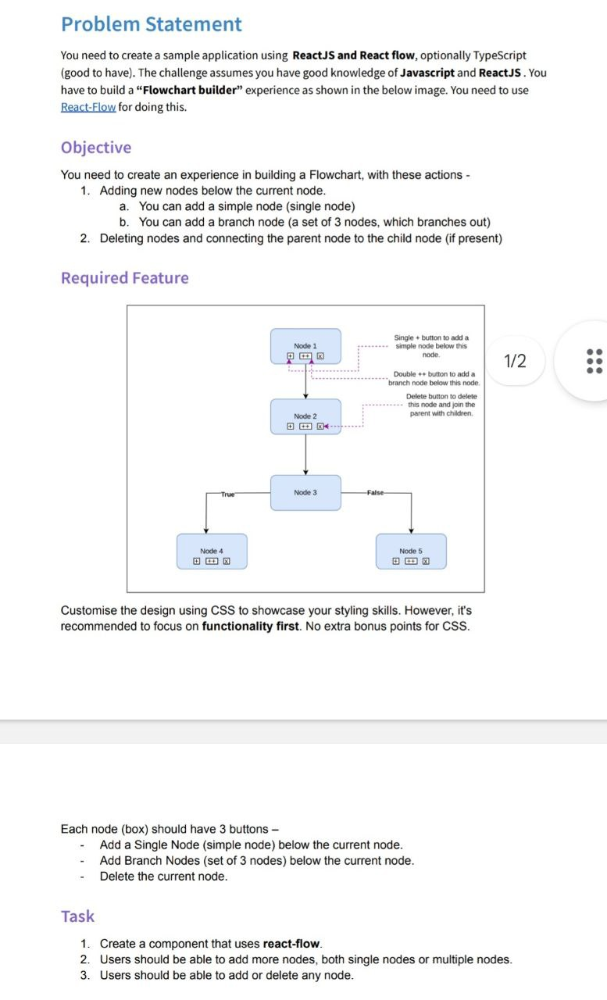 Problem Statement
You need to create a sample application using ReactJS and React flow, optionally TypeScript
(good to have). The challenge assumes you have good knowledge of Javascript and ReactJS . You
have to build a “Flowchart builder” experience as shown in the below image. You need to use
React-Flow for doing this.
Objective
You need to create an experience in building a Flowchart, with these actions -
1. Adding new nodes below the current node.
a. You can add a simple node (single node)
b. You can add a branch node (a set of 3 nodes, which branches out)
2. Deleting nodes and connecting the parent node to the child node (if present)
Required Feature
Node 1
+ ++ x
Single + button to add a
simple node below this
node.
Double ++ button to add a
branch node below this node.
Delete button to delete
this node and join the
parent with children.
1/2
Node 2
+ ++ x
True
Node 3
False
Node 4
+ ++ x
Node 5
+ ++ x
Customise the design using CSS to showcase your styling skills. However, it's
recommended to focus on functionality first. No extra bonus points for CSS.
Each node (box) should have 3 buttons –
- Add a Single Node (simple node) below the current node.
- Add Branch Nodes (set of 3 nodes) below the current node.
- Delete the current node.
Task
1. Create a component that uses react-flow.
2. Users should be able to add more nodes, both single nodes or multiple nodes.
3. Users should be able to add or delete any node.